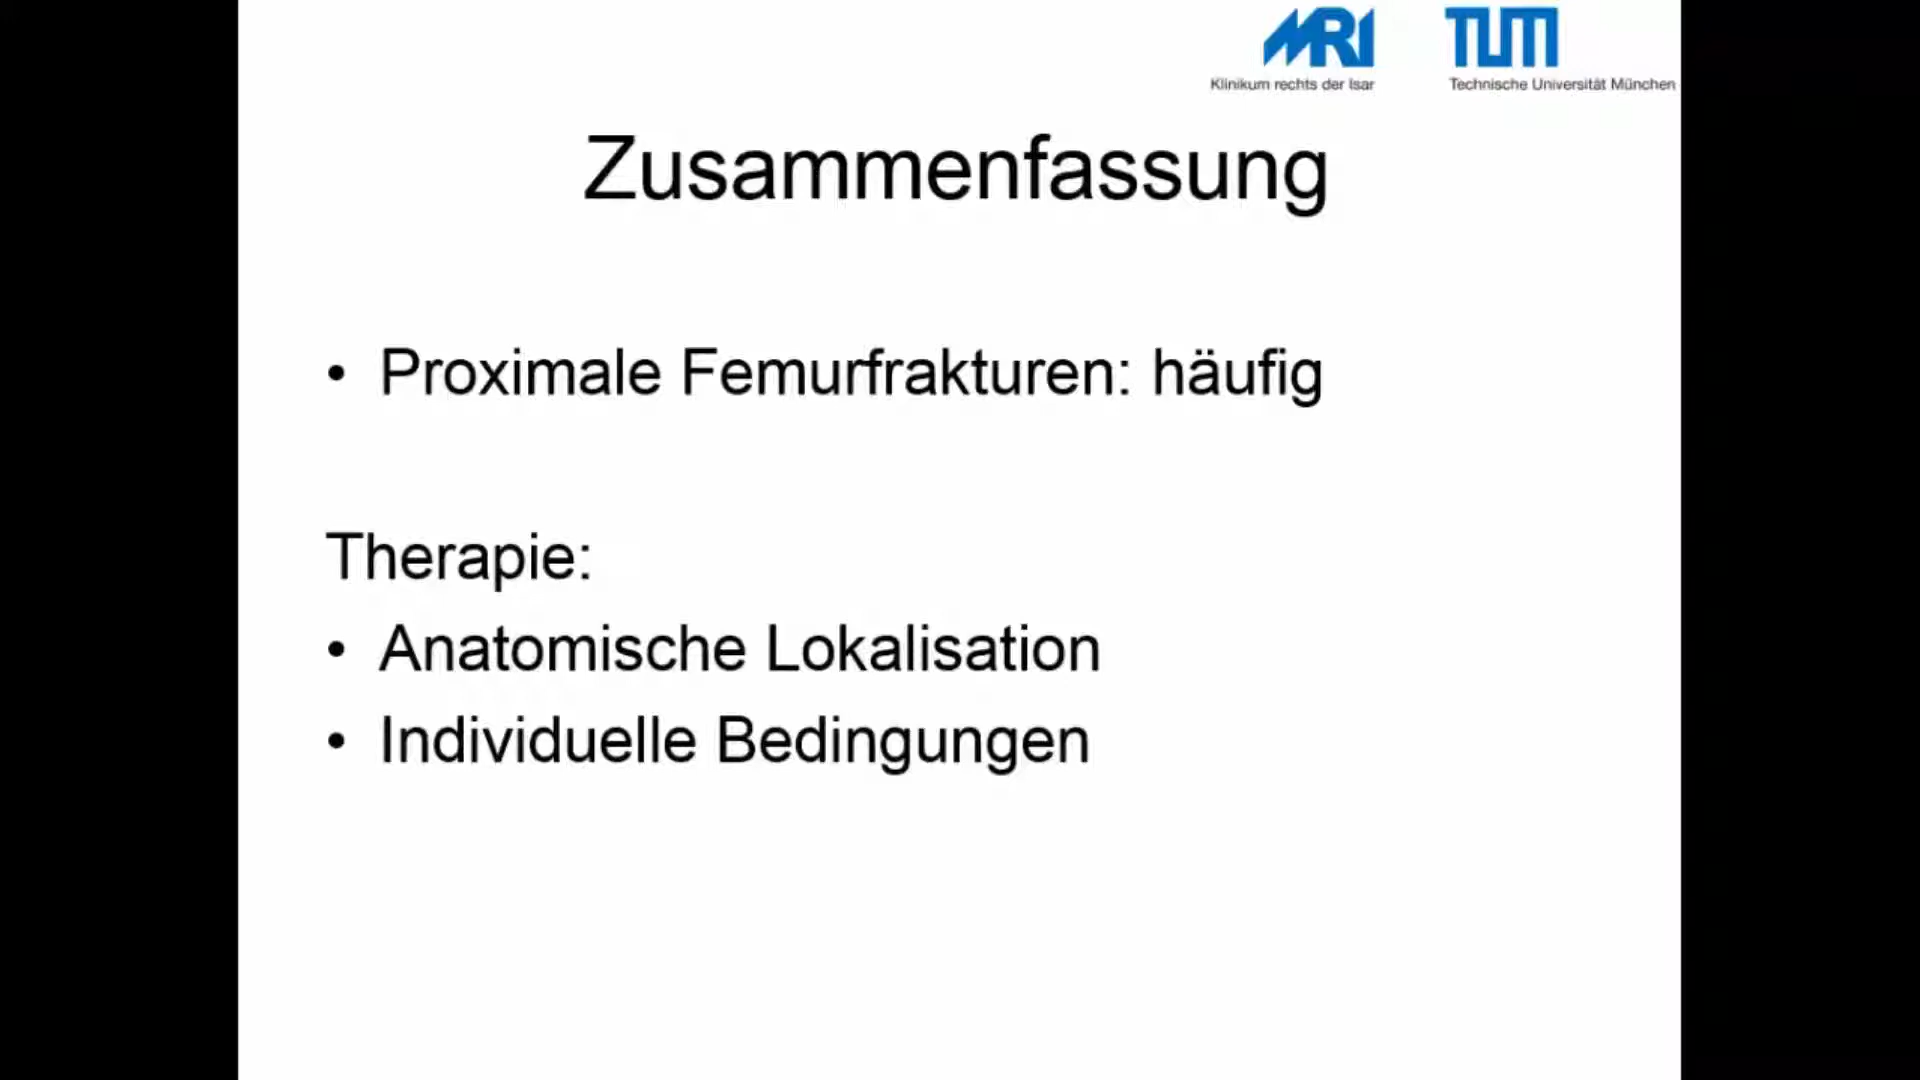 MRI TUM
Klinikum rechts der Isar Technische Universität München
Zusammenfassung
• Proximale Femurfrakturen: häufig
Therapie:
• Anatomische Lokalisation
• Individuelle Bedingungen